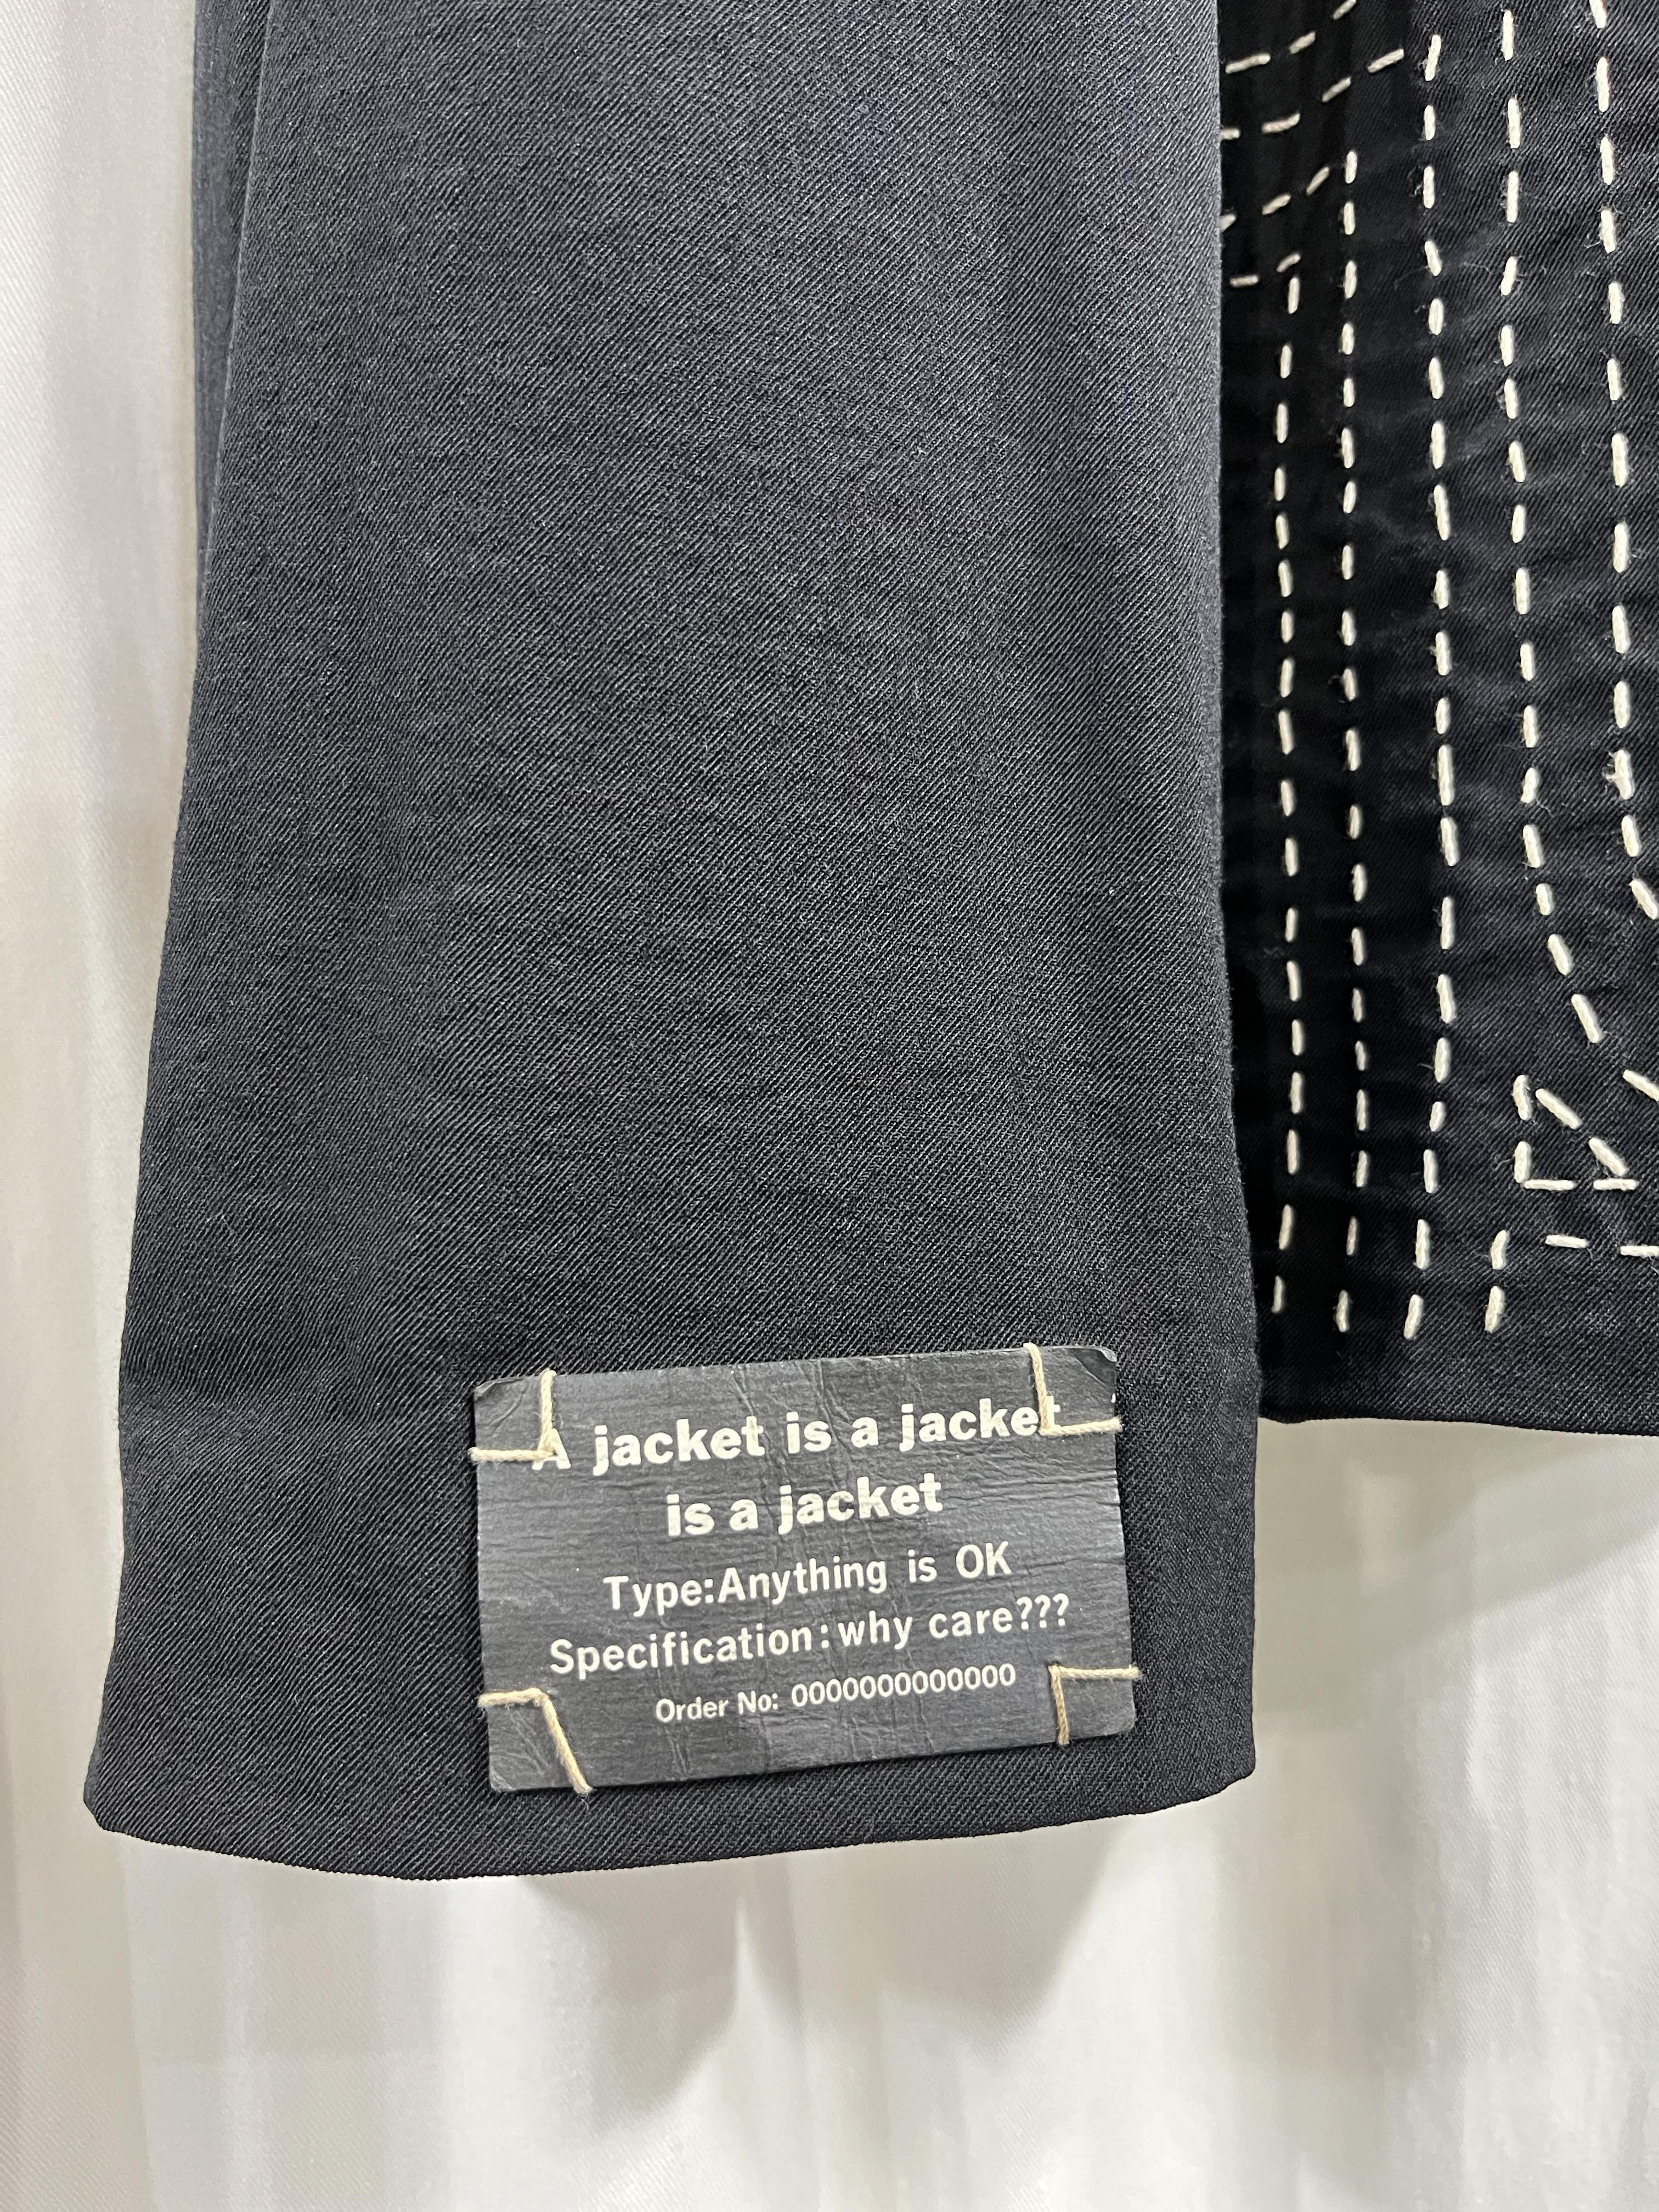 A jacket is a jacket
is a jacket
Type:Anything is OK
Specification:why care???
Order No: 0000000000000